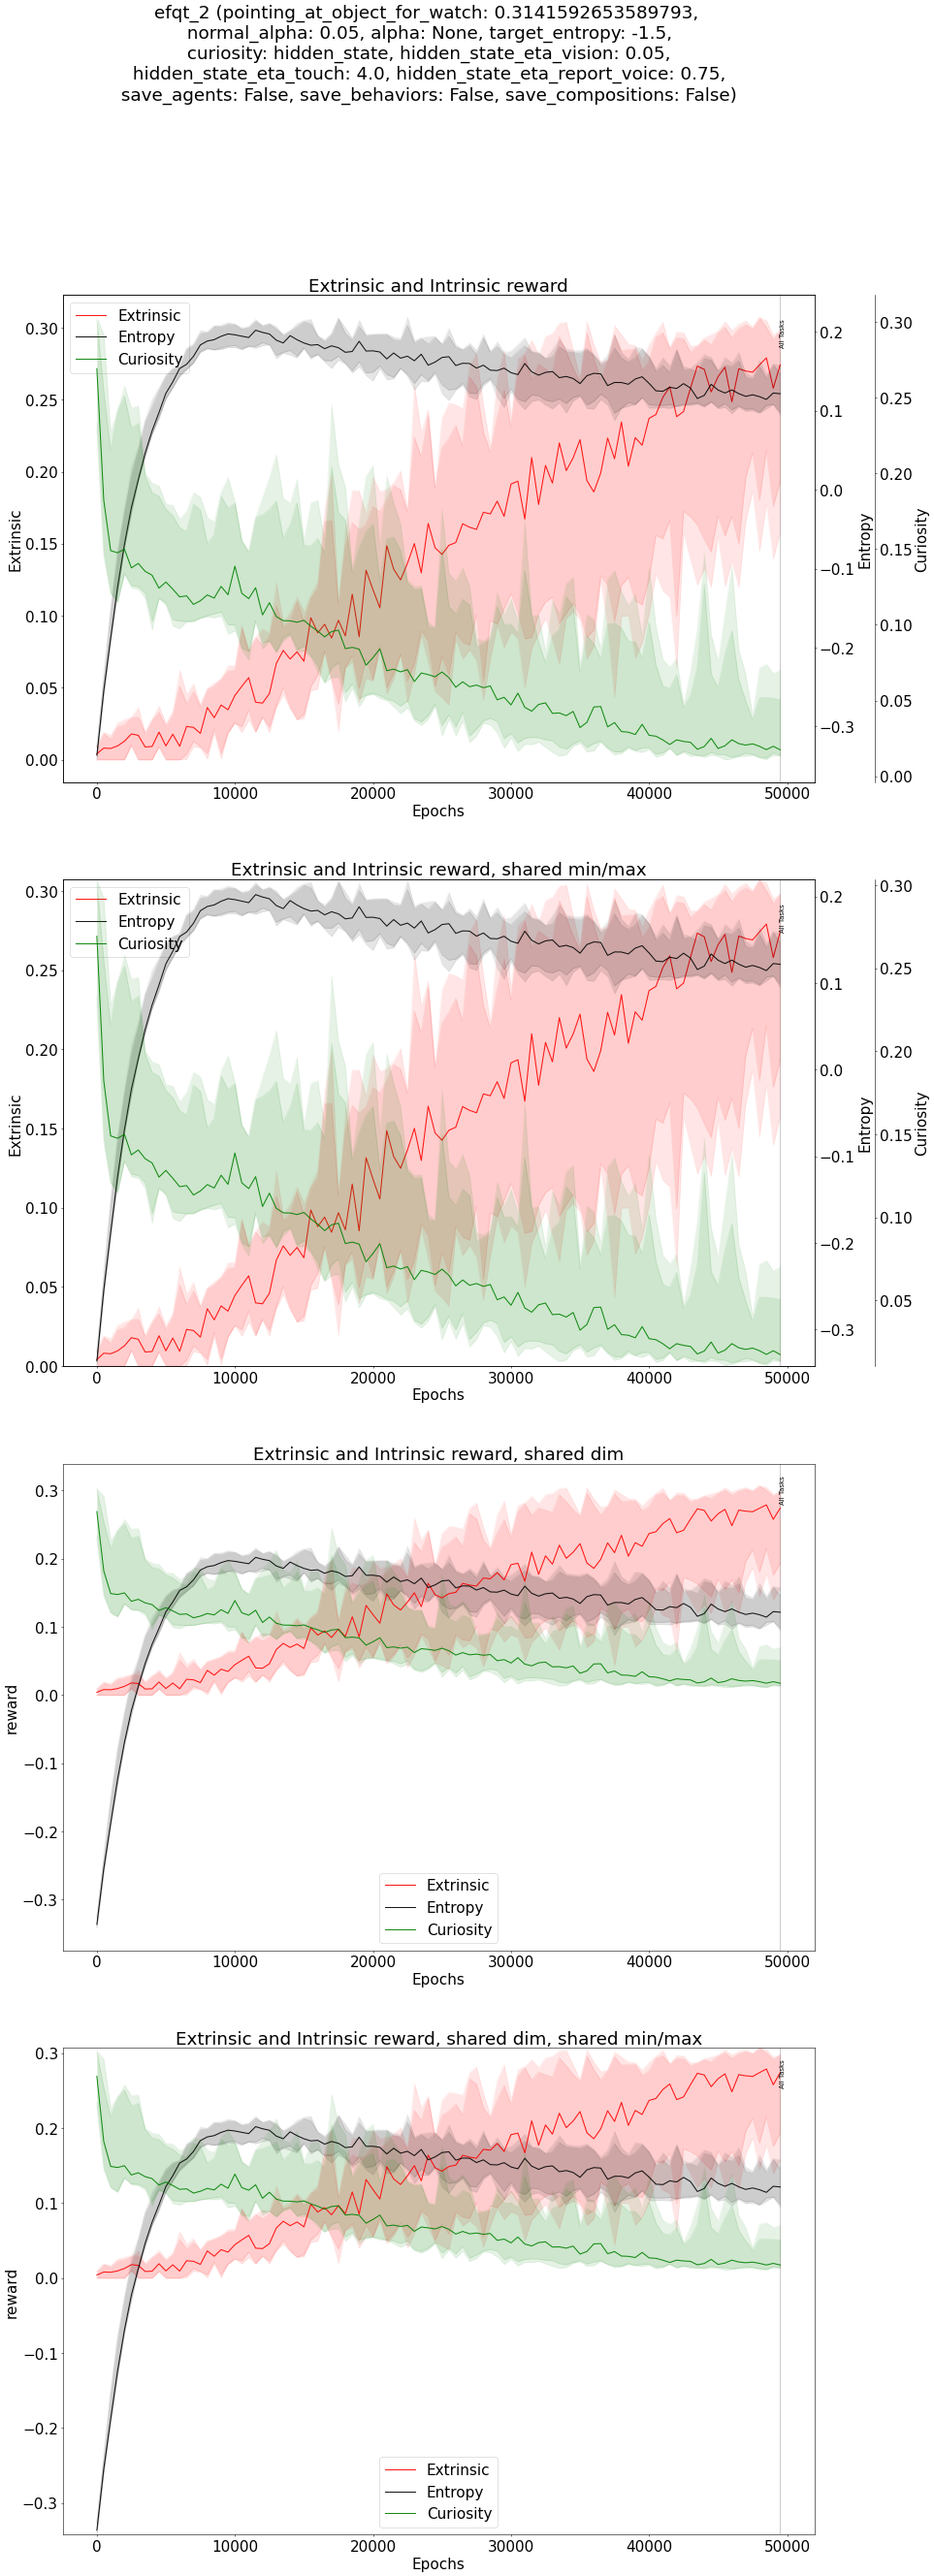 efqt_2 (pointing_at_object_for_watch: 0.3141592653589793,
normal_alpha: 0.05, alpha: None, target_entropy: -1.5,
curiosity: hidden_state, hidden_state_eta_vision: 0.05,
hidden_state_eta_touch: 4.0, hidden_state_eta_report_voice: 0.75,
save_agents: False, save_behaviors: False, save_compositions: False)
Extrinsic and Intrinsic reward
Extrinsic
Entropy
Curiosity
All Tasks
0.30
0.25
0.20
0.15
0.10
0.05
0.00
Extrinsic
0.2
0.1
0.0
−0.1
−0.2
−0.3
Entropy
0.30
0.25
0.20
0.15
0.10
0.05
0.00
Curiosity
0 10000 20000 30000 40000 50000
Epochs
Extrinsic and Intrinsic reward, shared min/max
Extrinsic
Entropy
Curiosity
All Tasks
0.30
0.25
0.20
0.15
0.10
0.05
0.00
Extrinsic
0.2
0.1
0.0
−0.1
−0.2
−0.3
Entropy
0.30
0.25
0.20
0.15
0.10
0.05
Curiosity
0 10000 20000 30000 40000 50000
Epochs
Extrinsic and Intrinsic reward, shared dim
All Tasks
0.3
0.2
0.1
0.0
−0.1
−0.2
−0.3
reward
Extrinsic
Entropy
Curiosity
0 10000 20000 30000 40000 50000
Epochs
Extrinsic and Intrinsic reward, shared dim, shared min/max
All Tasks
0.3
0.2
0.1
0.0
−0.1
−0.2
−0.3
reward
Extrinsic
Entropy
Curiosity
0 10000 20000 30000 40000 50000
Epochs